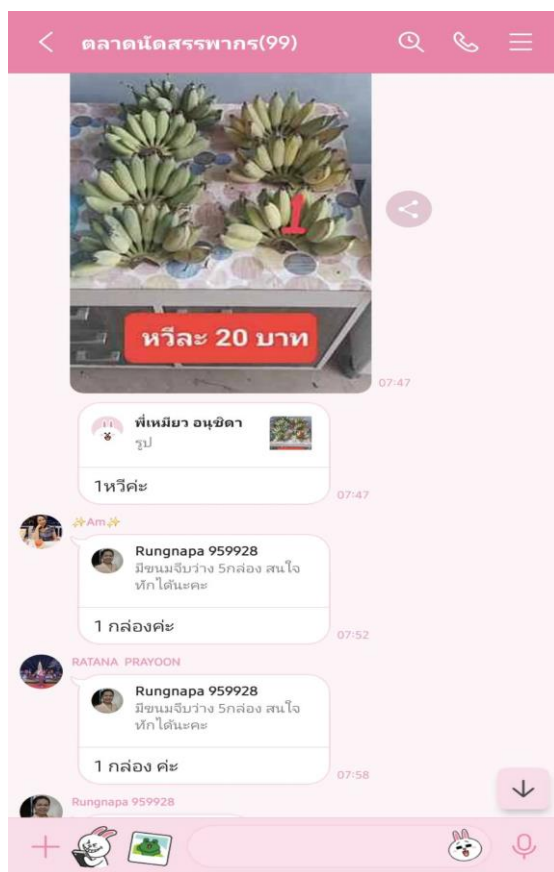 ตลาดนัดสรรพากร(99)
1
หวีละ 20 บาท
07:47
พี่เหมียว อนุชิดา
รูป
1หวีค่ะ
07:47
✨Am✨
Rungnapa 959928
มีขนมจีบว่าง 5กล่อง สนใจ
ทักได้นะคะ
1 กล่องค่ะ
07:52
RATANA PRAYOON
Rungnapa 959928
มีขนมจีบว่าง 5กล่อง สนใจ
ทักได้นะคะ
1 กล่อง ค่ะ
07:58
Rungnapa 959928